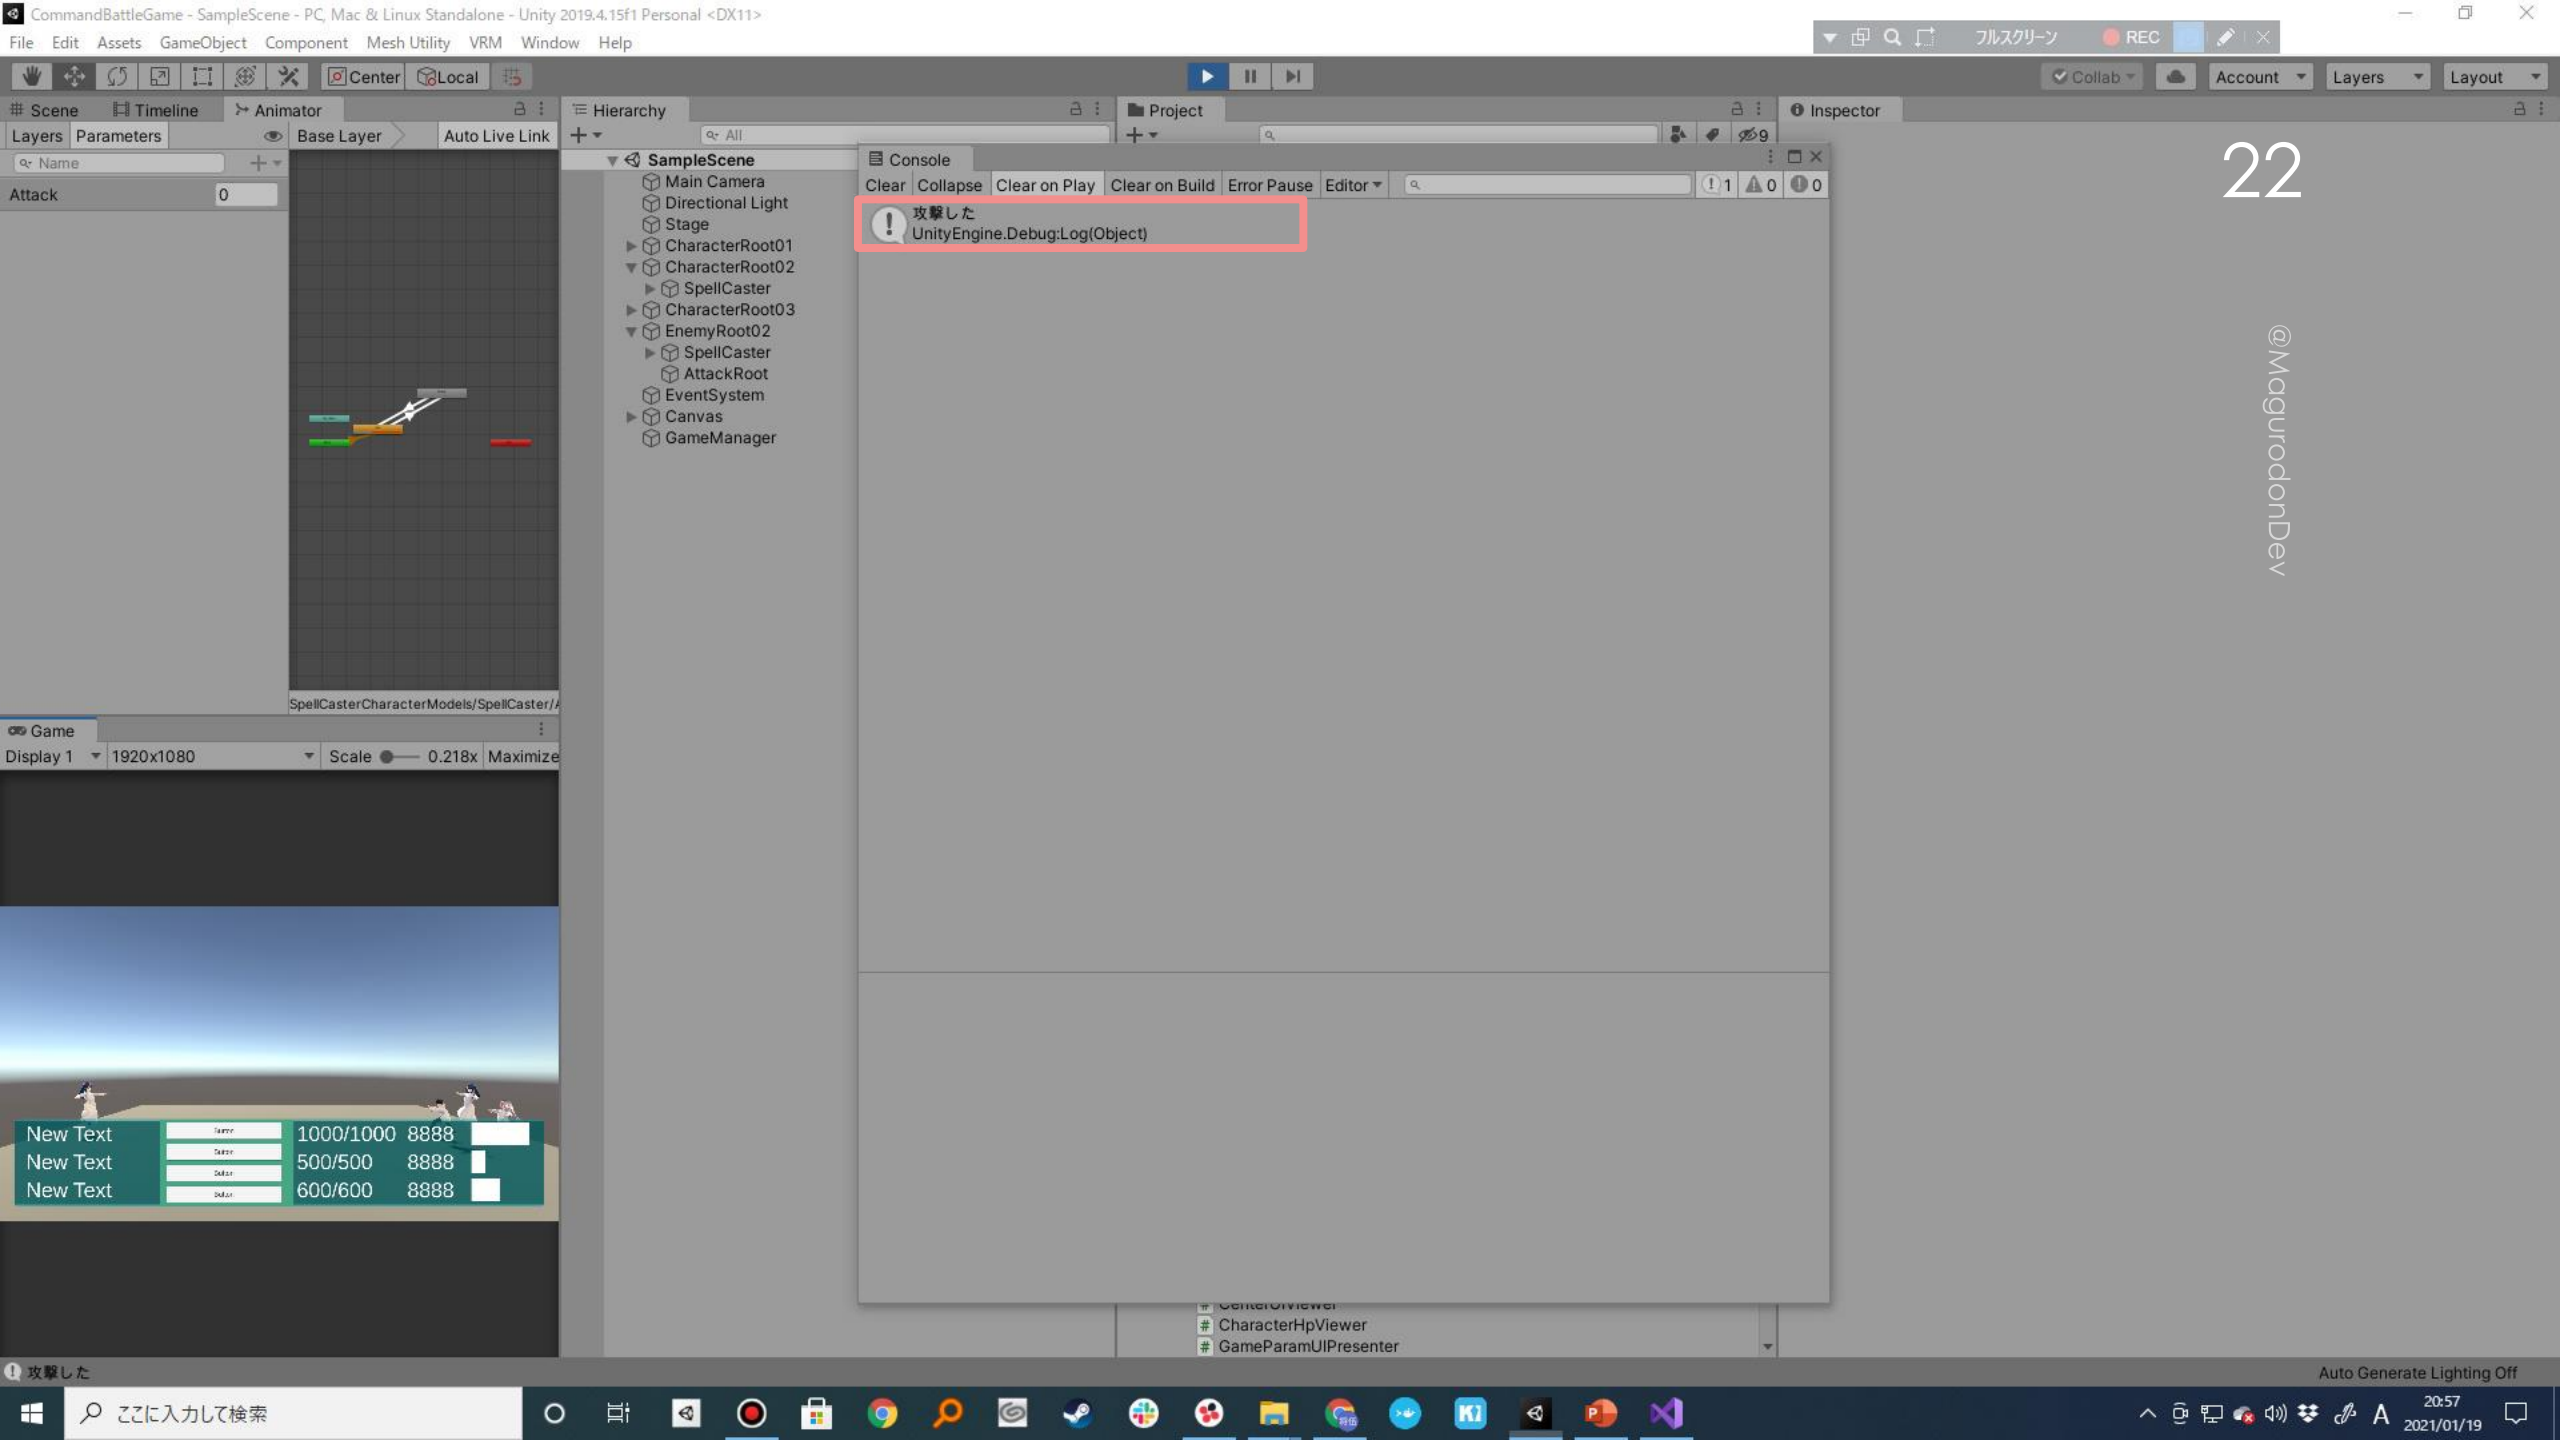 CommandBattleGame - SampleScene - PC, Mac & Linux Standalone - Unity 2019.4.15f1 Personal <DX11>
File Edit Assets GameObject Component Mesh Utility VRM Window Help
フルスクリーン REC
Center Local
Collab Account Layers Layout
Scene Timeline Animator
Hierarchy
Project
Inspector
Layers Parameters Base Layer Auto Live Link
All
9
Name
Attack 0
SampleScene
Main Camera
Directional Light
Stage
CharacterRoot01
CharacterRoot02
SpellCaster
CharacterRoot03
EnemyRoot02
SpellCaster
AttackRoot
EventSystem
Canvas
GameManager
Console
Clear Collapse Clear on Play Clear on Build Error Pause Editor 1 0 0
攻撃した
UnityEngine.Debug:Log(Object)
22
@MagurodonDev
SpellCasterCharacterModels/SpellCaster/A
Game
Display 1 1920x1080 Scale 0.218x Maximize
New Text Button 1000/1000 8888
Button
New Text 500/500 8888
Button
New Text Button 600/600 8888
CenterUIViewer
CharacterHpViewer
GameParamUIPresenter
攻撃した
Auto Generate Lighting Off
ここに入力して検索
A 20:57
2021/01/19